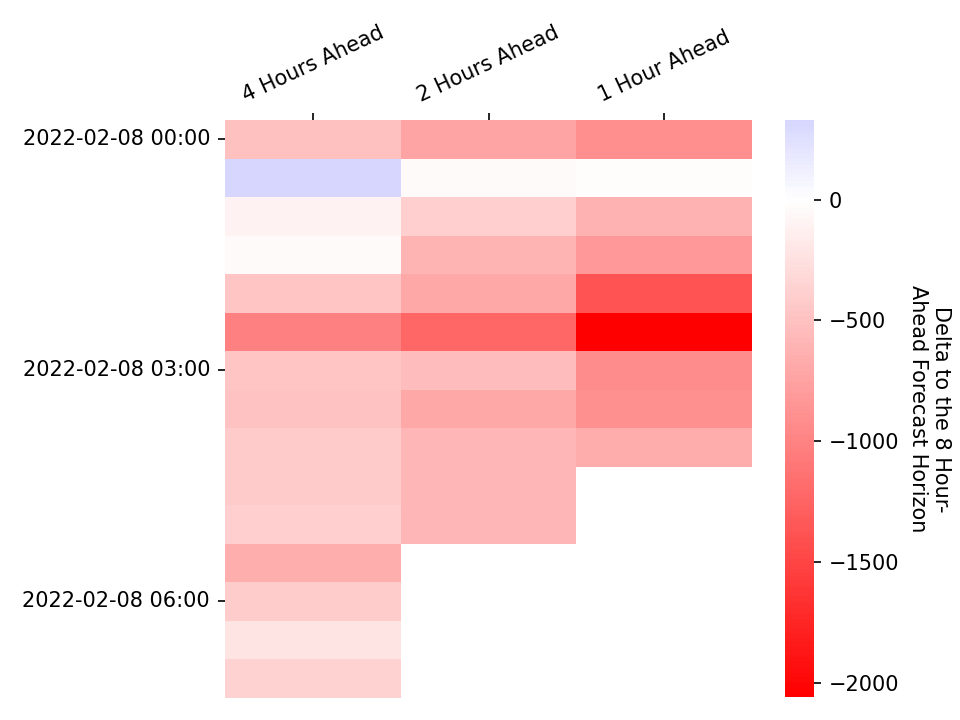 4 Hours Ahead
2 Hours Ahead
1 Hour Ahead
2022-02-08 00:00
2022-02-08 03:00
2022-02-08 06:00
0
−500
−1000
−1500
−2000
Delta to the 8 Hour-
Ahead Forecast Horizon